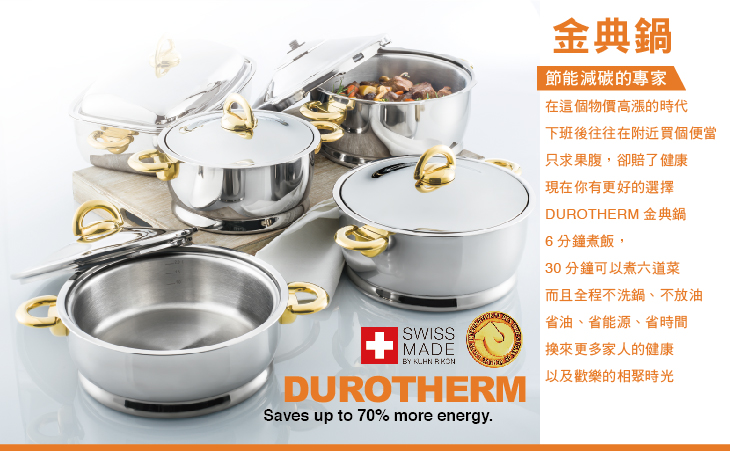 金典鍋
節能減碳的專家
在這個物價高漲的時代
下班後往往在附近買個便當
只求果腹，卻賠了健康
現在你有更好的選擇
DUROTHERM 金典鍋
6 分鐘煮飯，
30 分鐘可以煮六道菜
而且全程不洗鍋、不放油
省油、省能源、省時間
換來更多家人的健康
以及歡樂的相聚時光
SWISS
MADE
BY KUHN RIKON
DUROTHERM
Saves up to 70% more energy.